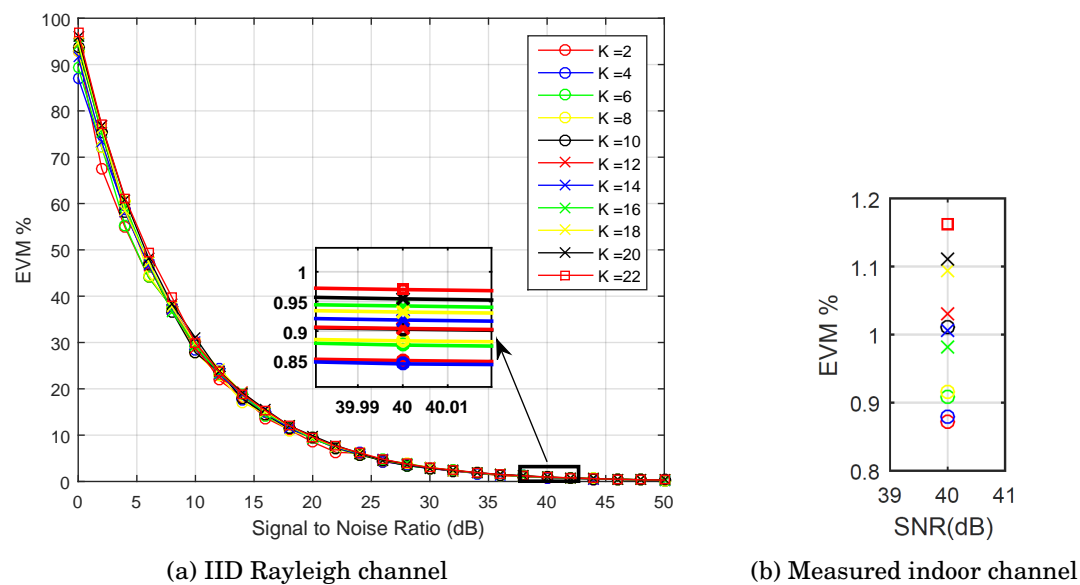 100
90
80
70
60
50
40
30
20
10
0
EVM %
0 5 10 15 20 25 30 35 40 45 50
Signal to Noise Ratio (dB)
K =2
K =4
K =6
K =8
K =10
K =12
K =14
K =16
K =18
K =20
K =22
1
0.95
0.9
0.85
39.99 40 40.01
(a) IID Rayleigh channel
1.2
1.1
1
0.9
0.8
EVM %
39 40 41
SNR(dB)
(b) Measured indoor channel